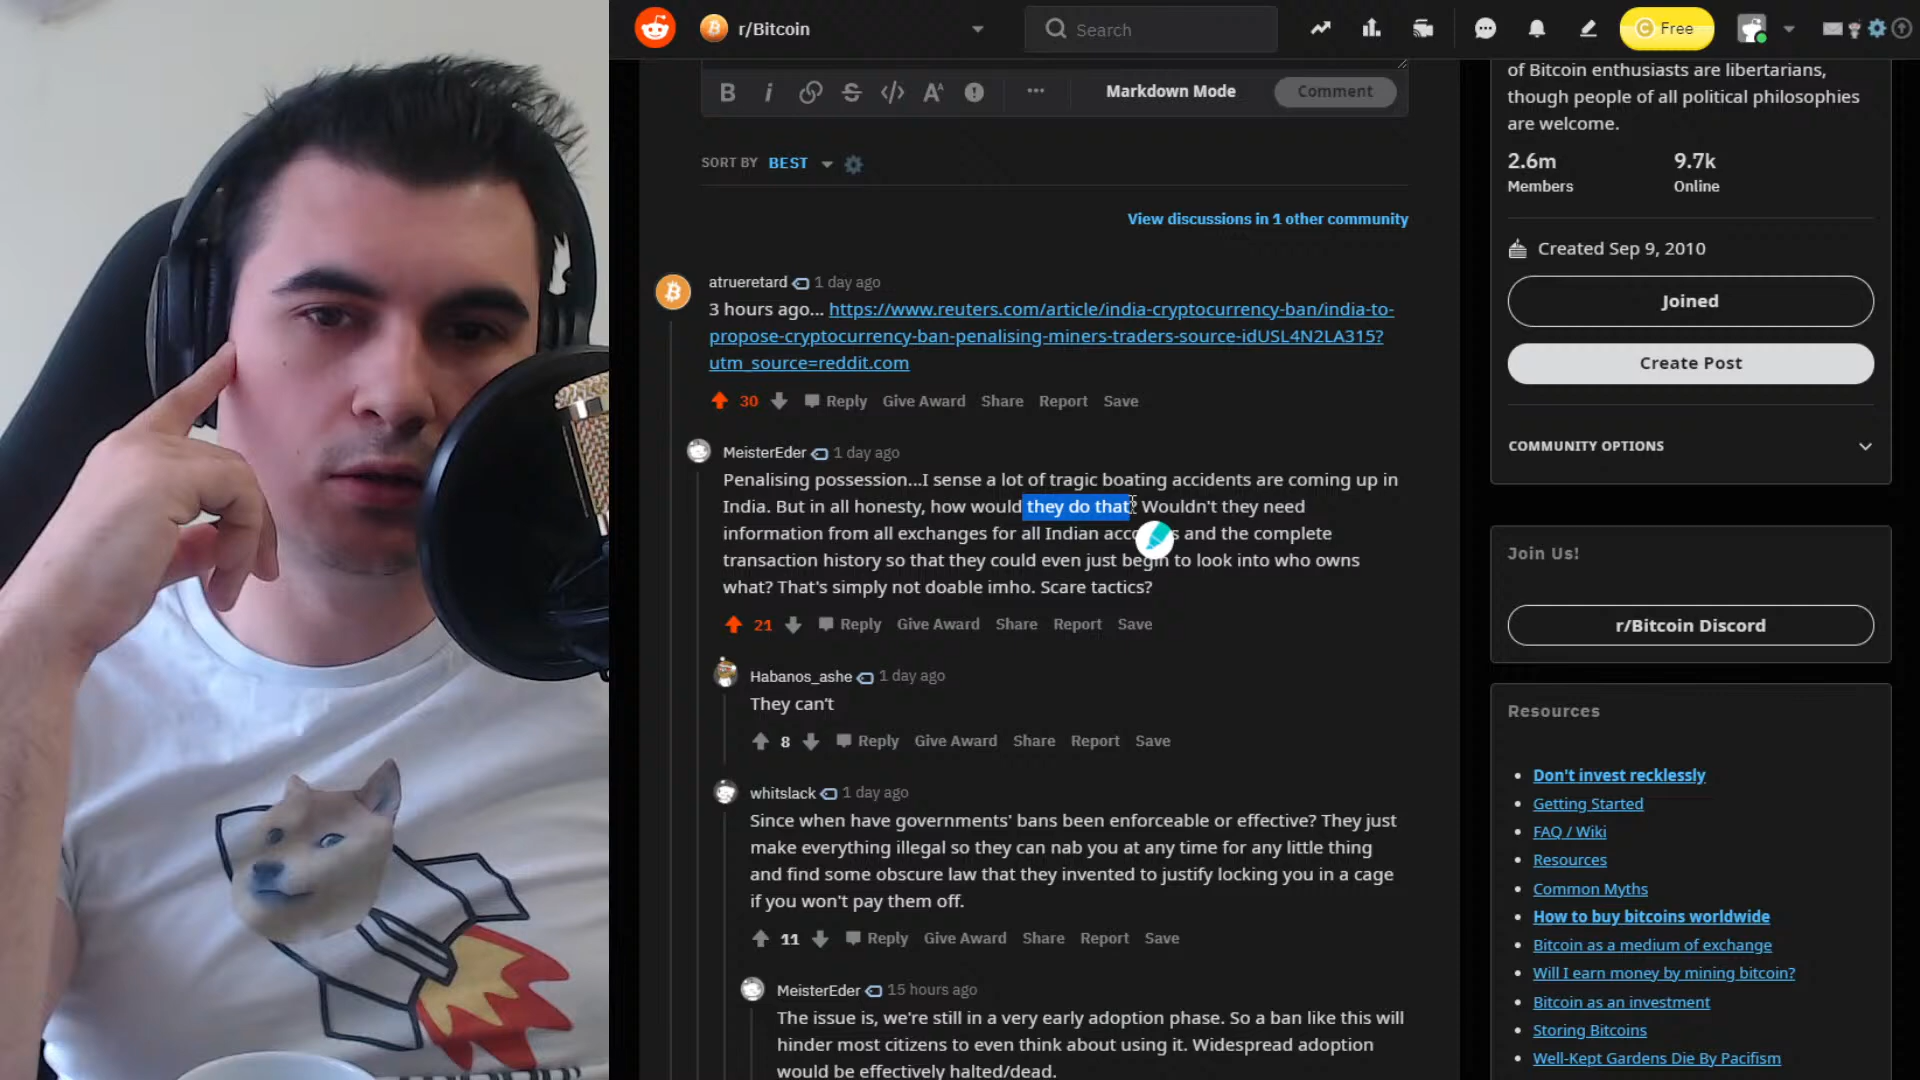 r/Bitcoin
Search
Free
B i S </> A Markdown Mode Comment
SORT BY BEST
View discussions in 1 other community
atrueretard 1 day ago
3 hours ago... https://www.reuters.com/article/india-cryptocurrency-ban/india-to-
propose-cryptocurrency-ban-penalising-miners-traders-source-idUSL4N2LA315?
utm_source=reddit.com
30 Reply Give Award Share Report Save
MeisterEder 1 day ago
Penalising possession...I sense a lot of tragic boating accidents are coming up in
India. But in all honesty, how would they do that? Wouldn't they need
information from all exchanges for all Indian and the complete
transaction history so that they could even just begin to look into who owns
what? That's simply not doable imho. Scare tactics?
21 Reply Give Award Share Report Save
Habanos_ashe 1 day ago
They can't
8 Reply Give Award Share Report Save
whitslack 1 day ago
Since when have governments' bans been enforceable or effective? They just
make everything illegal so they can nab you at any time for any little thing
and find some obscure law that they invented to justify locking you in a cage
if you won't pay them off.
11 Reply Give Award Share Report Save
MeisterEder 15 hours ago
The issue is, we're still in a very early adoption phase. So a ban like this will
hinder most citizens to even think about using it. Widespread adoption
would be effectively halted/dead.
of Bitcoin enthusiasts are libertarians,
though people of all political philosophies
are welcome.
2.6m 9.7k
Members Online
Created Sep 9, 2010
Joined
Create Post
COMMUNITY OPTIONS
Join Us!
r/Bitcoin Discord
Resources
Don't invest recklessly
Getting Started
FAQ / Wiki
Resources
Common Myths
How to buy bitcoins worldwide
Bitcoin as a medium of exchange
Will I earn money by mining bitcoin?
Bitcoin as an investment
Storing Bitcoins
Well-Kept Gardens Die By Pacifism